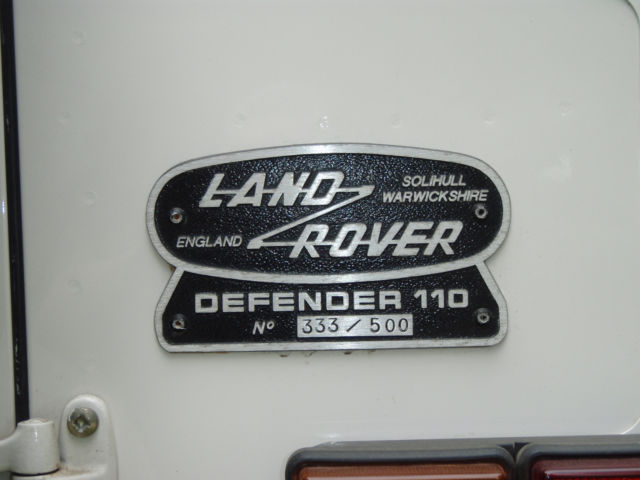 LAND ROVER
SOLIHULL
WARWICKSHIRE
ENGLAND
DEFENDER 110
No 333 / 500